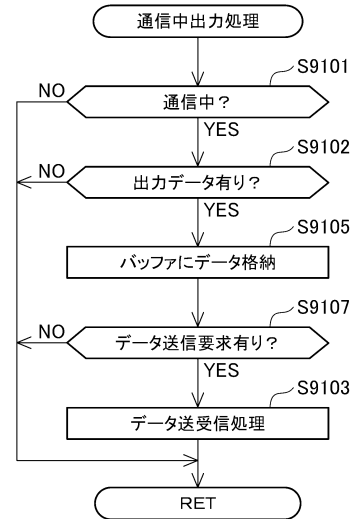 通信中出力処理
S9101
NO
通信中？
YES
S9102
NO
出力データ有り？
YES
S9105
バッファにデータ格納
S9107
NO
データ送信要求有り？
YES
S9103
データ送受信処理
RET